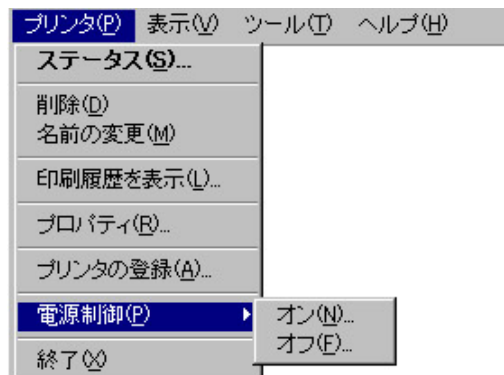 プリンタ(P) 表示(V) ツール(T) ヘルプ(H)
ステータス(S)...
削除(D)
名前の変更(M)
印刷履歴を表示(L)...
プロパティ(R)...
プリンタの登録(A)...
電源制御(P)
オン(N)...
オフ(F)...
終了(X)